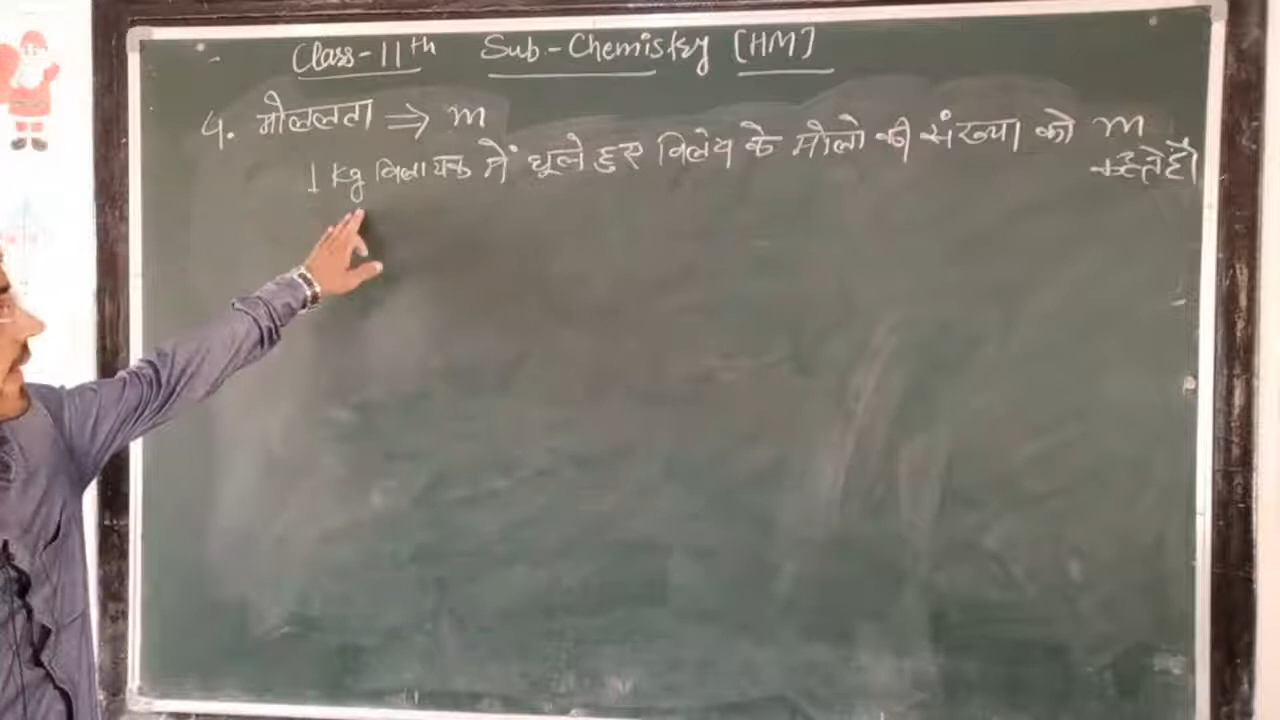 Class-11th Sub-Chemistry [HM]
4. मोललता ⇒ m
1 kg विलायक में घूले हुए विलेय के मोलो की संख्या को m
कहते है।